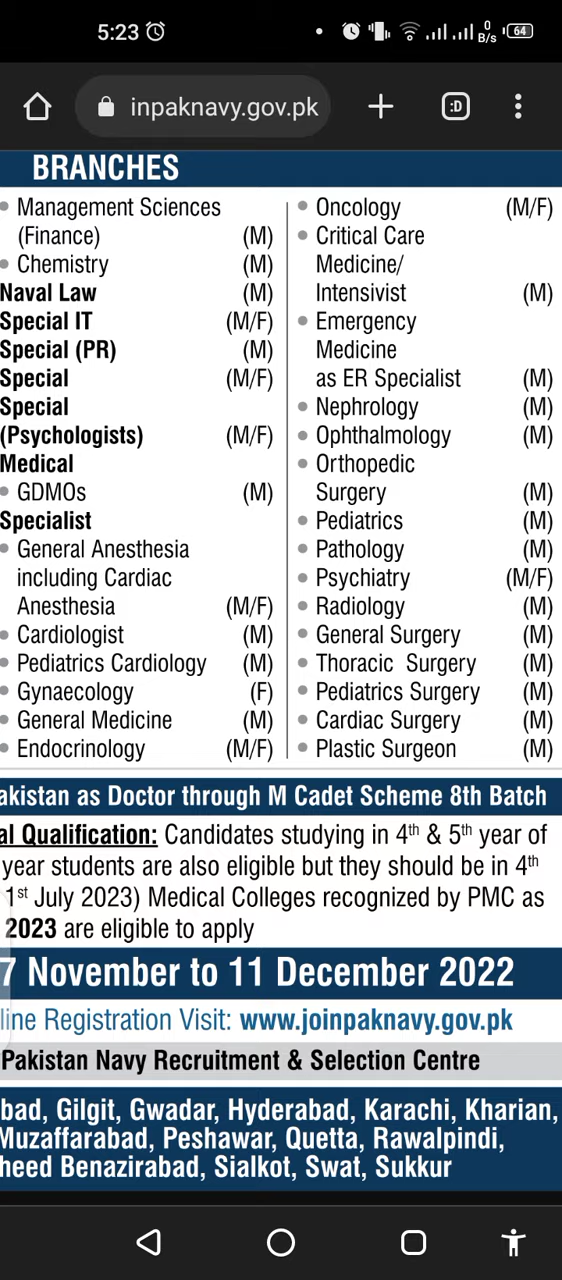 5:23
0 B/s
64
inpaknavy.gov.pk
:D
BRANCHES
• Management Sciences
(Finance) (M)
• Chemistry (M)
Naval Law (M)
Special IT (M/F)
Special (PR) (M)
Special (M/F)
Special
(Psychologists) (M/F)
Medical
• GDMOs (M)
Specialist
• General Anesthesia
including Cardiac
Anesthesia (M/F)
• Cardiologist (M)
• Pediatrics Cardiology (M)
• Gynaecology (F)
• General Medicine (M)
• Endocrinology (M/F)
• Oncology (M/F)
• Critical Care
Medicine/
Intensivist (M)
• Emergency
Medicine
as ER Specialist (M)
• Nephrology (M)
• Ophthalmology (M)
• Orthopedic
Surgery (M)
• Pediatrics (M)
• Pathology (M)
• Psychiatry (M/F)
• Radiology (M)
• General Surgery (M)
• Thoracic Surgery (M)
• Pediatrics Surgery (M)
• Cardiac Surgery (M)
• Plastic Surgeon (M)
akistan as Doctor through M Cadet Scheme 8th Batch
al Qualification: Candidates studying in 4th & 5th year of
year students are also eligible but they should be in 4th
1st July 2023) Medical Colleges recognized by PMC as
2023 are eligible to apply
7 November to 11 December 2022
line Registration Visit: www.joinpaknavy.gov.pk
Pakistan Navy Recruitment & Selection Centre
bad, Gilgit, Gwadar, Hyderabad, Karachi, Kharian,
Muzaffarabad, Peshawar, Quetta, Rawalpindi,
heed Benazirabad, Sialkot, Swat, Sukkur